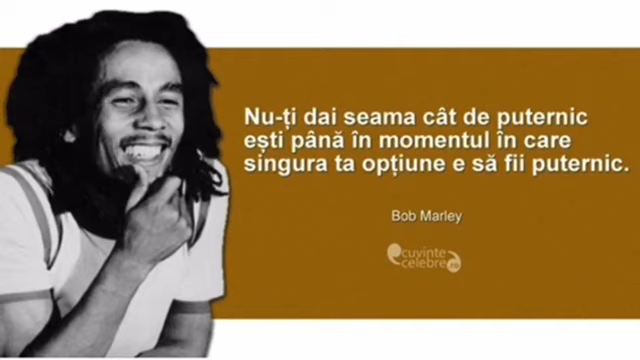 Nu-ți dai seama cât de puternic
ești până în momentul în care
singura ta opțiune e să fii puternic.
Bob Marley
cuvinte
celebre.ro